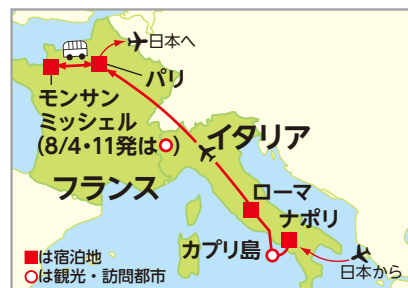 日本へ
パリ
モンサン
ミッシェル
(8/4・11発は○)
イタリア
フランス
ローマ
ナポリ
カプリ島
日本から
■は宿泊地
○は観光・訪問都市